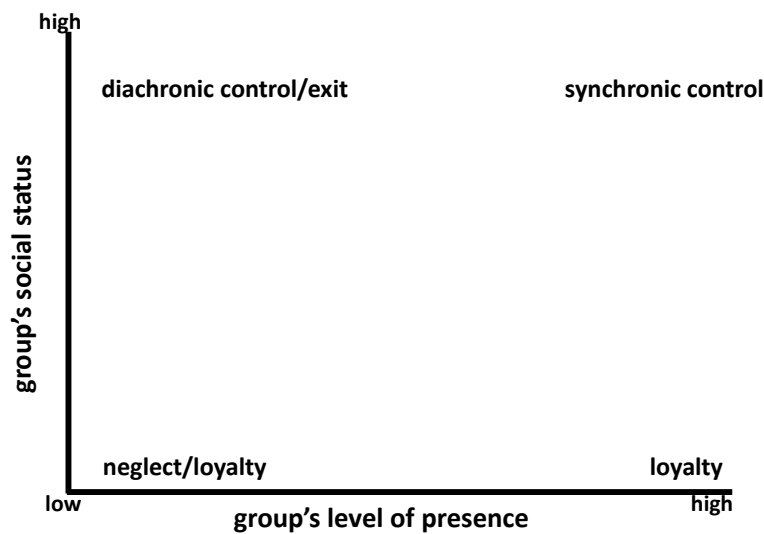 high
diachronic control/exit
synchronic control
group's social status
neglect/loyalty
loyalty
low
high
group's level of presence